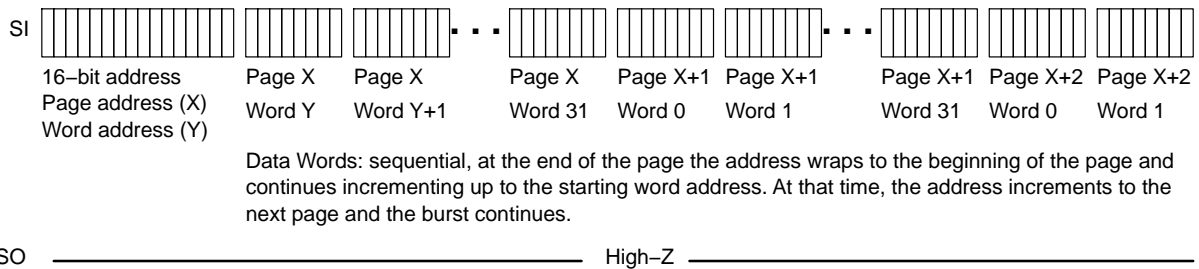 SI
16−bit address
Page address (X)
Word address (Y)
Page X
Word Y
Page X
Word Y+1
Page X
Word 31
Page X+1
Word 0
Page X+1
Word 1
Page X+1
Word 31
Page X+2
Word 0
Page X+2
Word 1
Data Words: sequential, at the end of the page the address wraps to the beginning of the page and
continues incrementing up to the starting word address. At that time, the address increments to the
next page and the burst continues.
SO
High−Z